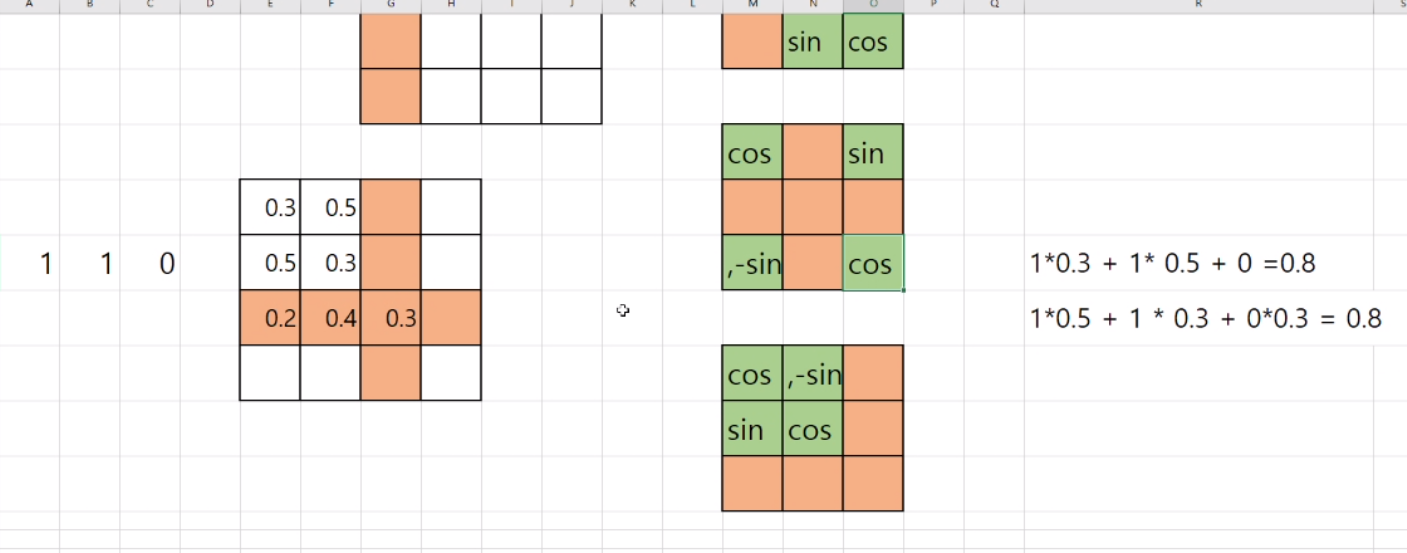 A B C D E F G H I J K L M N O P Q R S
sin cos
cos sin
0.3 0.5
1 1 0 0.5 0.3 ,-sin cos 1*0.3 + 1* 0.5 + 0 =0.8
0.2 0.4 0.3 1*0.5 + 1 * 0.3 + 0*0.3 = 0.8
cos ,-sin
sin cos